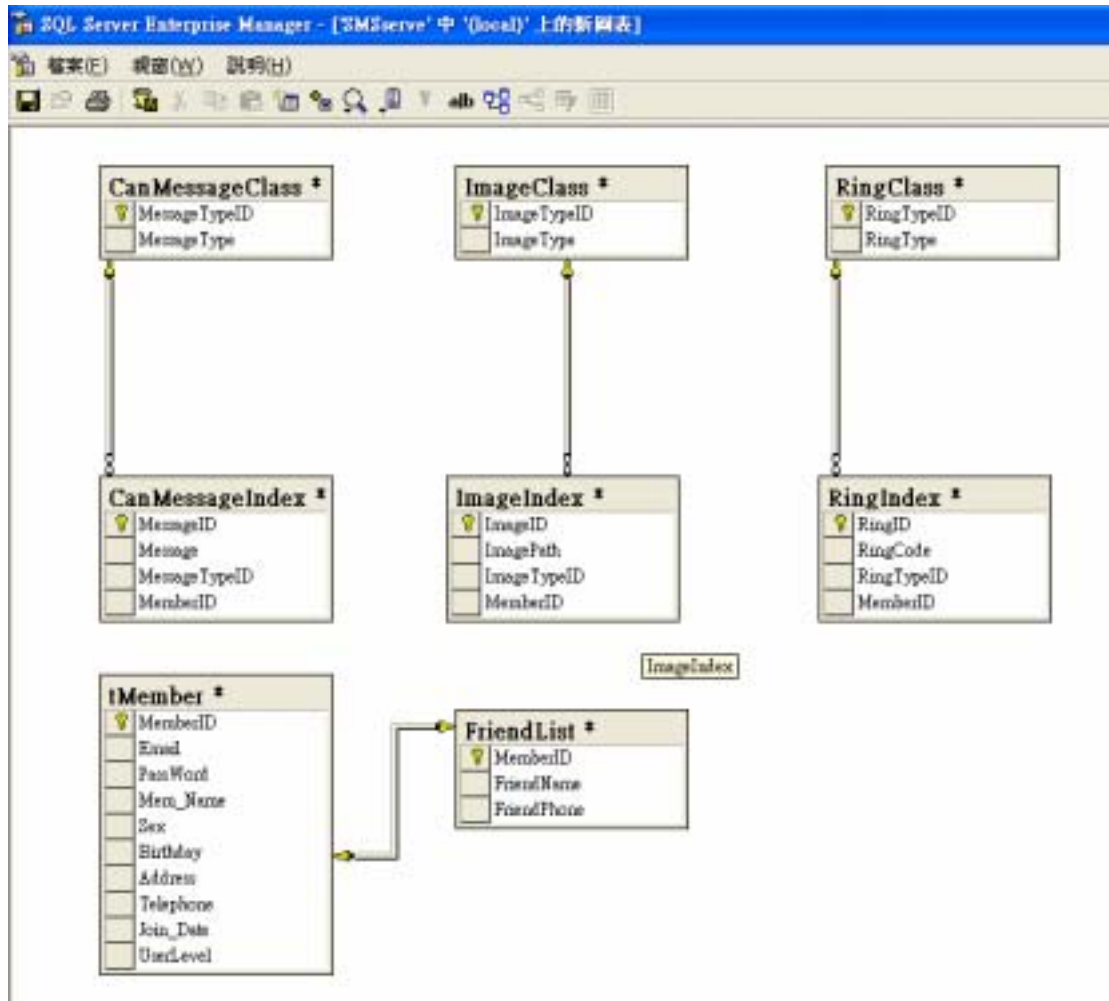 SQL Server Enterprise Manager - ['SMSserve' 中 '(local)' 上的新圖表]
檔案(F) 視窗(W) 說明(H)
CanMessageClass *
MessageTypeID
MessageType
ImageClass *
ImageTypeID
ImageType
RingClass *
RingTypeID
RingType
CanMessageIndex *
MessageID
Message
MessageTypeID
MemberID
ImageIndex *
ImageID
ImagePath
ImageTypeID
MemberID
RingIndex *
RingID
RingCode
RingTypeID
MemberID
ImageIndex
tMember *
MemberID
Email
PassWord
Mem_Name
Sex
Birthday
Address
Telephone
Join_Date
UserLevel
FriendList *
MemberID
FriendName
FriendPhone